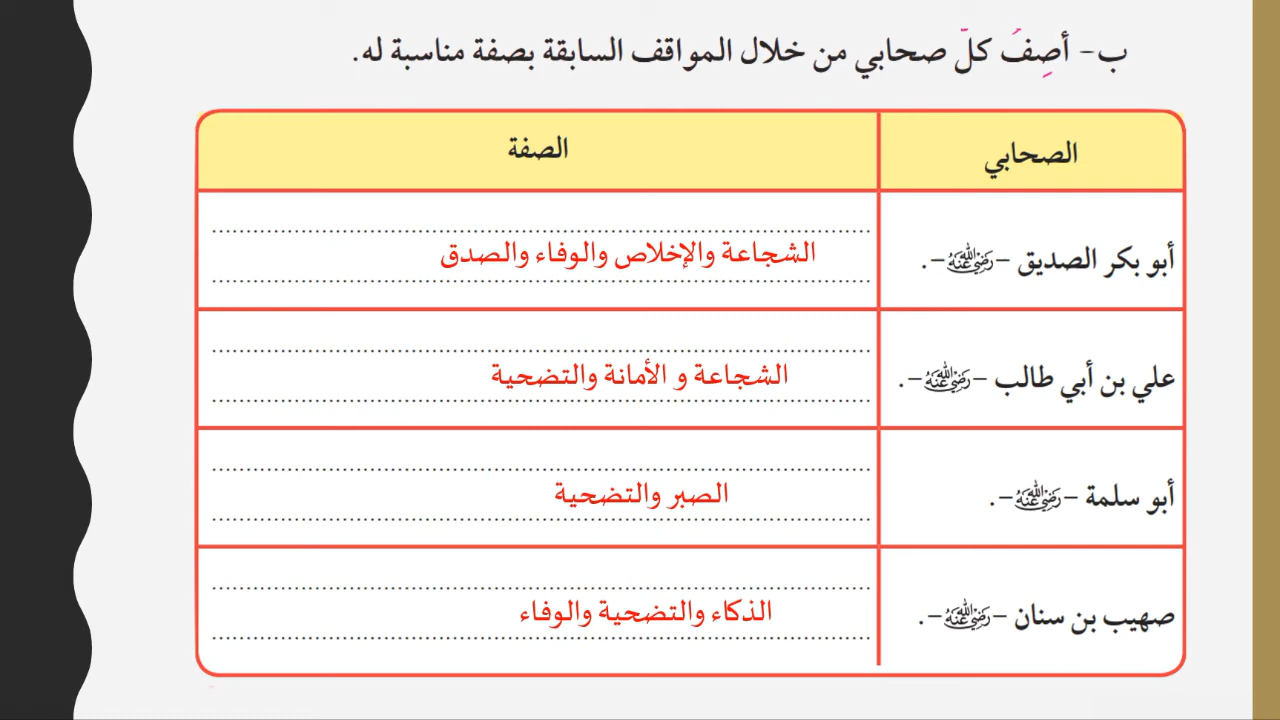 ب- أصِفُ كلّ صحابي من خلال المواقف السابقة بصفة مناسبة له.
الصحابي الصفة
أبو بكر الصديق -رضي الله عنه-. الشجاعة والإخلاص والوفاء والصدق
علي بن أبي طالب -رضي الله عنه-. الشجاعة و الأمانة والتضحية
أبو سلمة -رضي الله عنه-. الصبر والتضحية
صهيب بن سنان -رضي الله عنه-. الذكاء والتضحية والوفاء